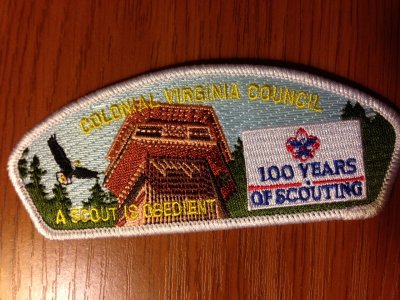 COLONIAL VIRGINIA COUNCIL
A SCOUT IS OBEDIENT
100 YEARS
OF SCOUTING